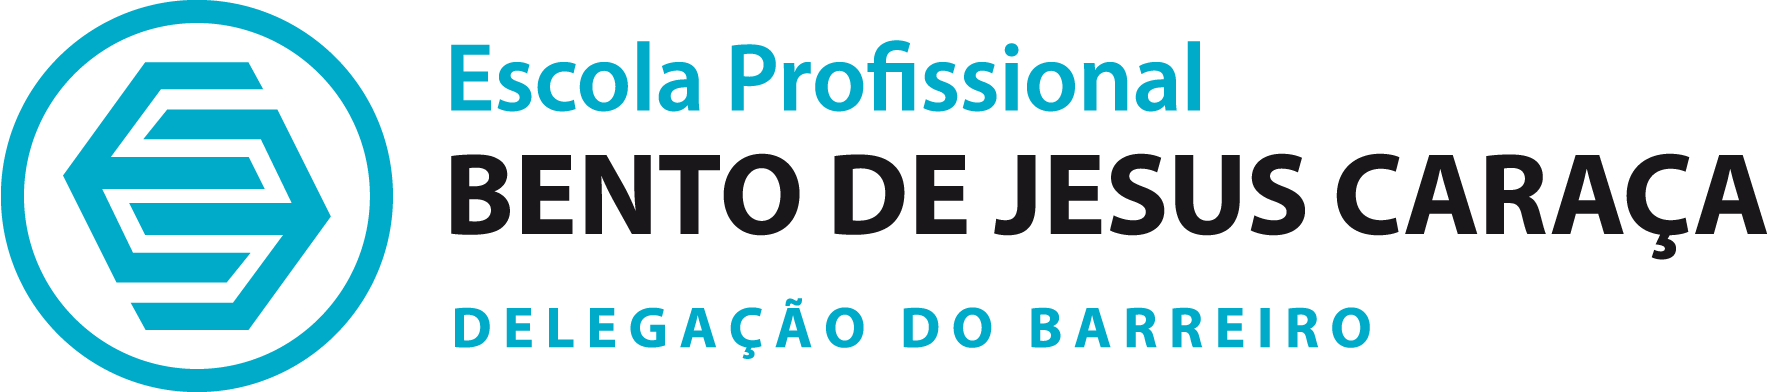 Escola Profissional
BENTO DE JESUS CARAÇA
DELEGAÇÃO DO BARREIRO